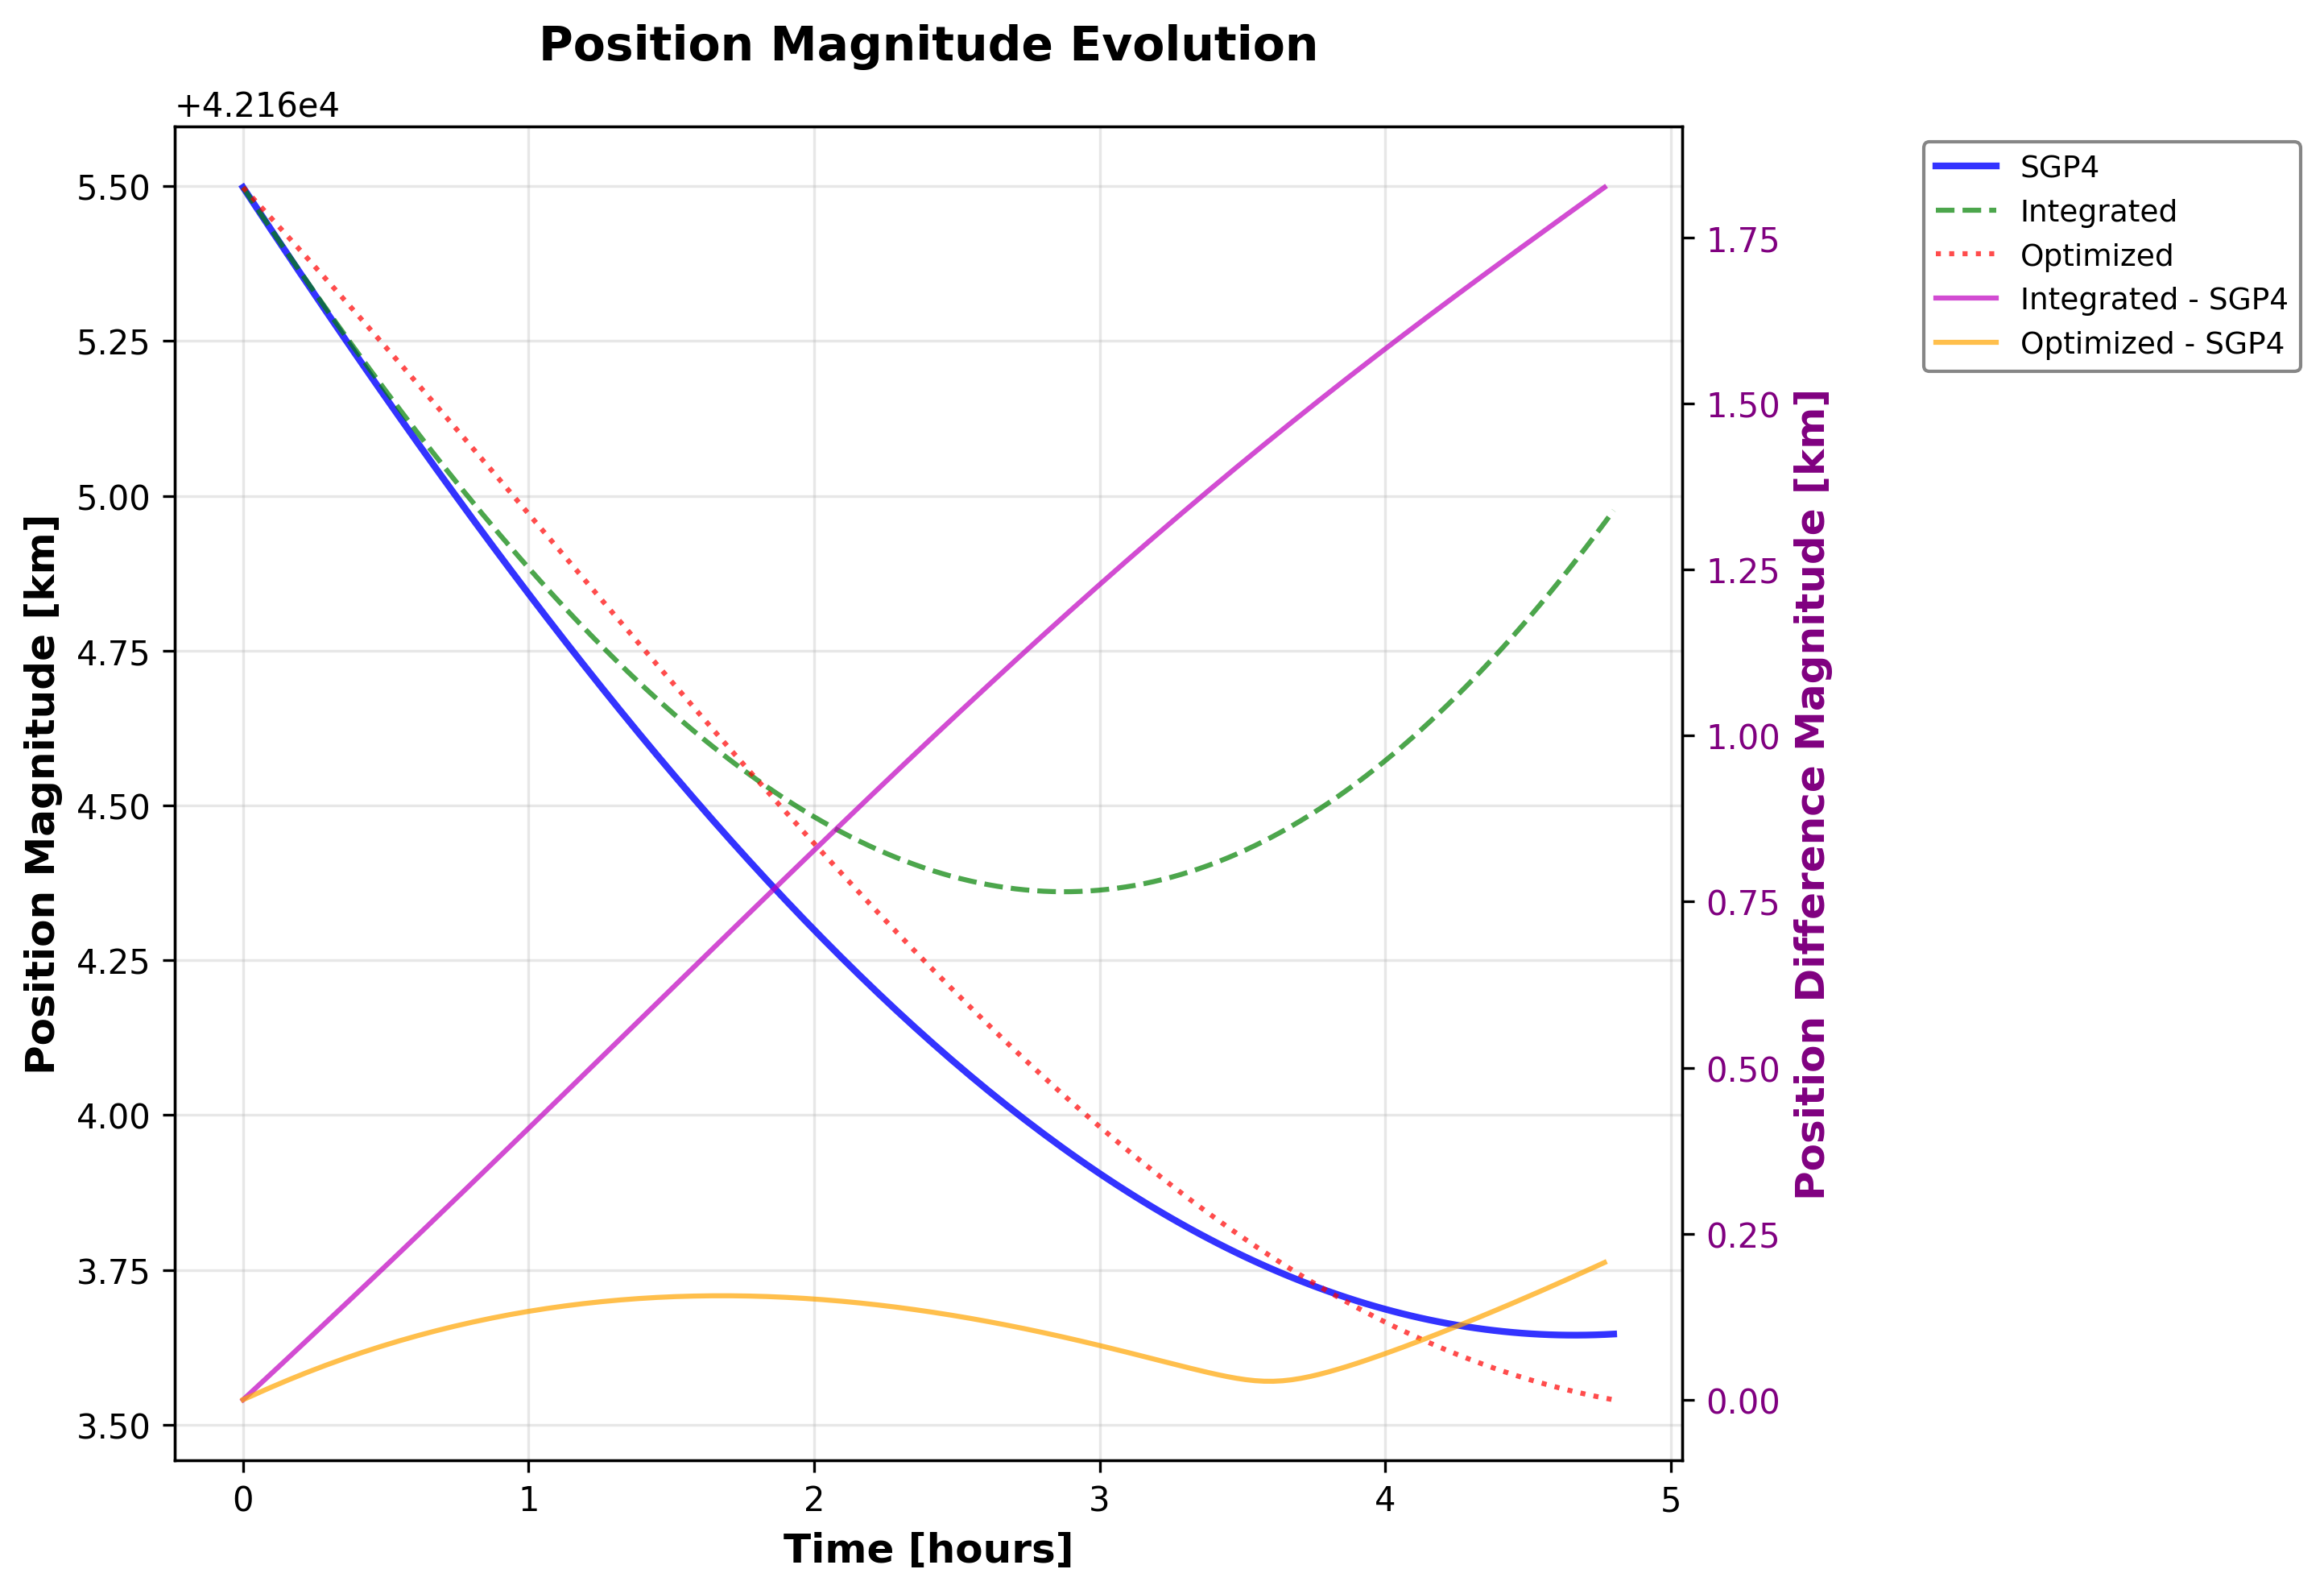 Position Magnitude Evolution
+4.216e4
5.50
5.25
5.00
4.75
4.50
4.25
4.00
3.75
3.50
Position Magnitude [km]
0 1 2 3 4 5
Time [hours]
1.75
1.50
1.25
1.00
0.75
0.50
0.25
0.00
Position Difference Magnitude [km]
SGP4
Integrated
Optimized
Integrated - SGP4
Optimized - SGP4